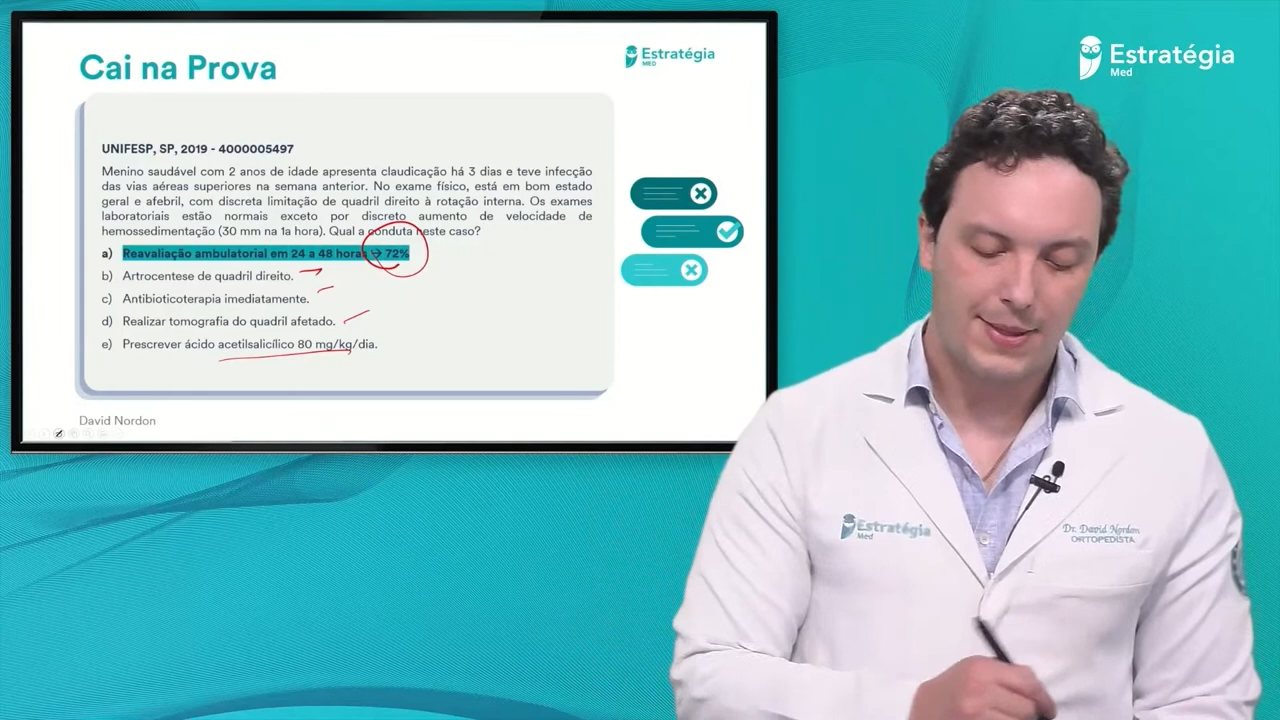 Cai na Prova
Estratégia
MED
Estratégia
Med
UNIFESP, SP, 2019 - 4000005497
Menino saudável com 2 anos de idade apresenta claudicação há 3 dias e teve infecção
das vias aéreas superiores na semana anterior. No exame físico, está em bom estado
geral e afebril, com discreta limitação de quadril direito à rotação interna. Os exames
laboratoriais estão normais exceto por discreto aumento de velocidade de
hemossedimentação (30 mm na 1a hora). Qual a conduta neste caso?
a) Reavaliação ambulatorial em 24 a 48 horas → 72%
b) Artrocentese de quadril direito.
c) Antibioticoterapia imediatamente.
d) Realizar tomografia do quadril afetado.
e) Prescrever ácido acetilsalicílico 80 mg/kg/dia.
David Nordon
Estratégia
Med
Dr. David Nordon
ORTOPEDISTA